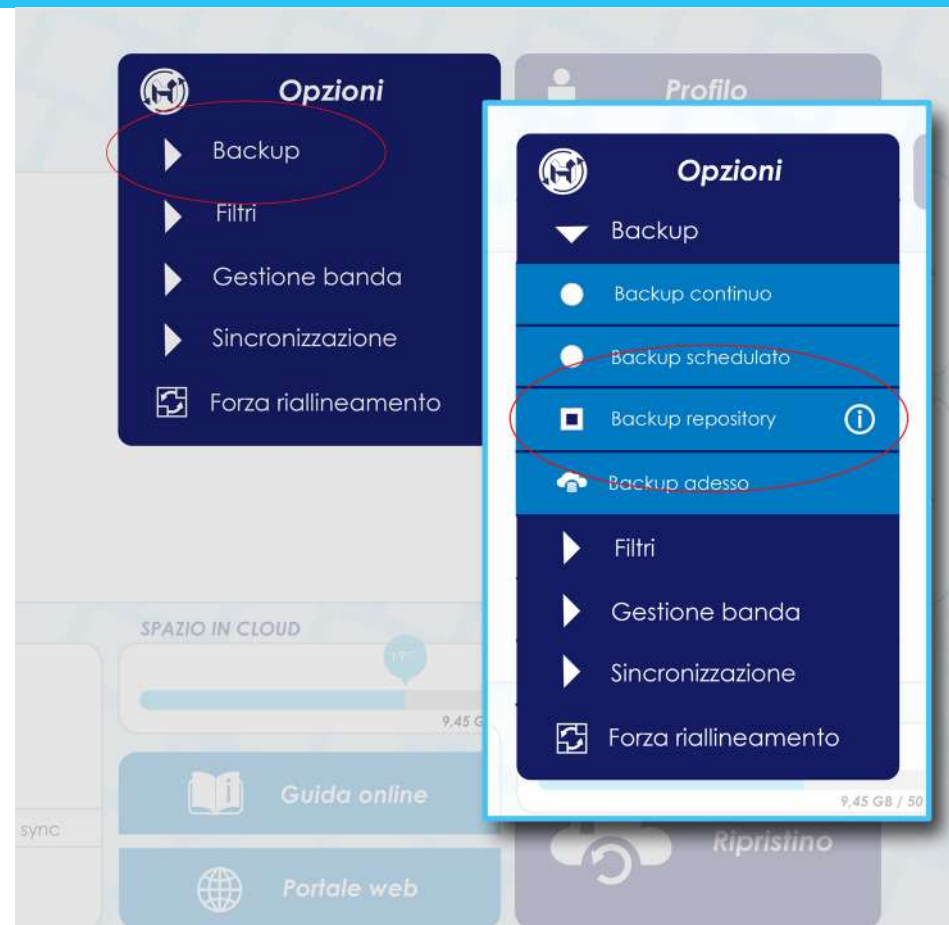 Opzioni
Backup
Filtri
Gestione banda
Sincronizzazione
Forza riallineamento
Profilo
Opzioni
Backup
Backup continuo
Backup schedulato
Backup repository
Backup adesso
Filtri
Gestione banda
Sincronizzazione
Forza riallineamento
9,45 GB / 50
SPAZIO IN CLOUD
9,45 G
Guida online
Portale web
sync
Ripristino